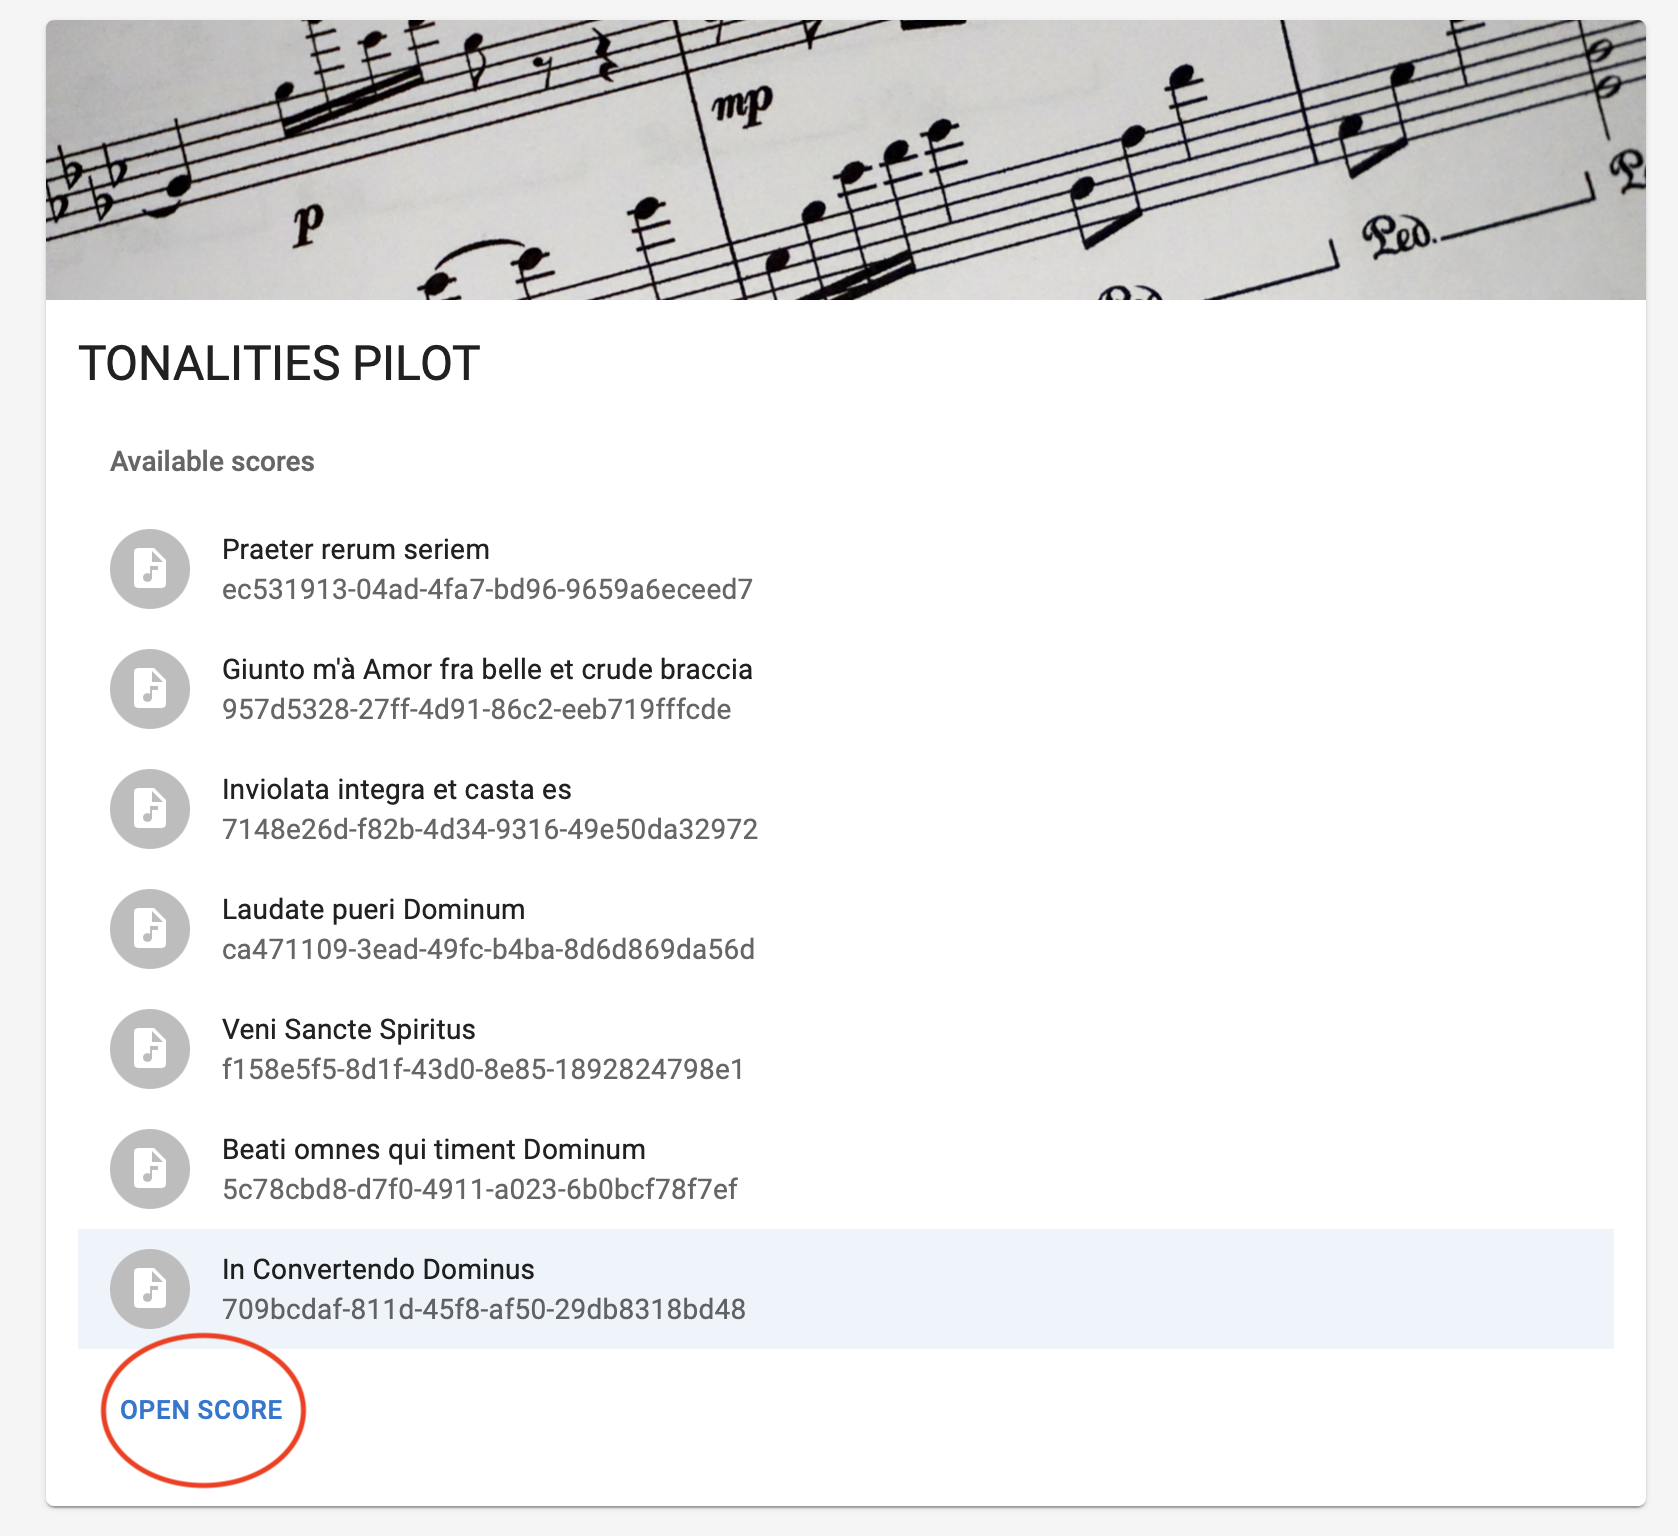 mp
p
Ped.
TONALITIES PILOT
Available scores
Praeter rerum seriem
ec531913-04ad-4fa7-bd96-9659a6eceed7
Giunto m'à Amor fra belle et crude braccia
957d5328-27ff-4d91-86c2-eeb719fffcde
Inviolata integra et casta es
7148e26d-f82b-4d34-9316-49e50da32972
Laudate pueri Dominum
ca471109-3ead-49fc-b4ba-8d6d869da56d
Veni Sancte Spiritus
f158e5f5-8d1f-43d0-8e85-1892824798e1
Beati omnes qui timent Dominum
5c78cbd8-d7f0-4911-a023-6b0bcf78f7ef
In Convertendo Dominus
709bcdaf-811d-45f8-af50-29db8318bd48
OPEN SCORE